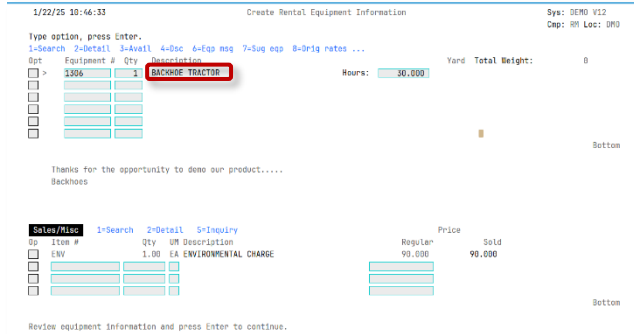 1/22/25 10:46:33 Create Rental Equipment Information Sys: DEMO V12
Cmp: RM Loc: DMO
Type option, press Enter.
1=Search 2=Detail 3=Avail 4=Dsc 6=Eqp msg 7=Sug eqp 8=Orig rates ...
Opt Equipment # Qty Description Yard Total Weight: 0
> 1306 1 BACKHOE TRACTOR Hours: 30.000
Bottom
Thanks for the opportunity to demo our product.....
Backhoes
Sales/Misc 1=Search 2=Detail 5=Inquiry Price
Op Item # Qty UM Description Regular Sold
ENV 1.00 EA ENVIRONMENTAL CHARGE 90.000 90.000
Bottom
Review equipment information and press Enter to continue.